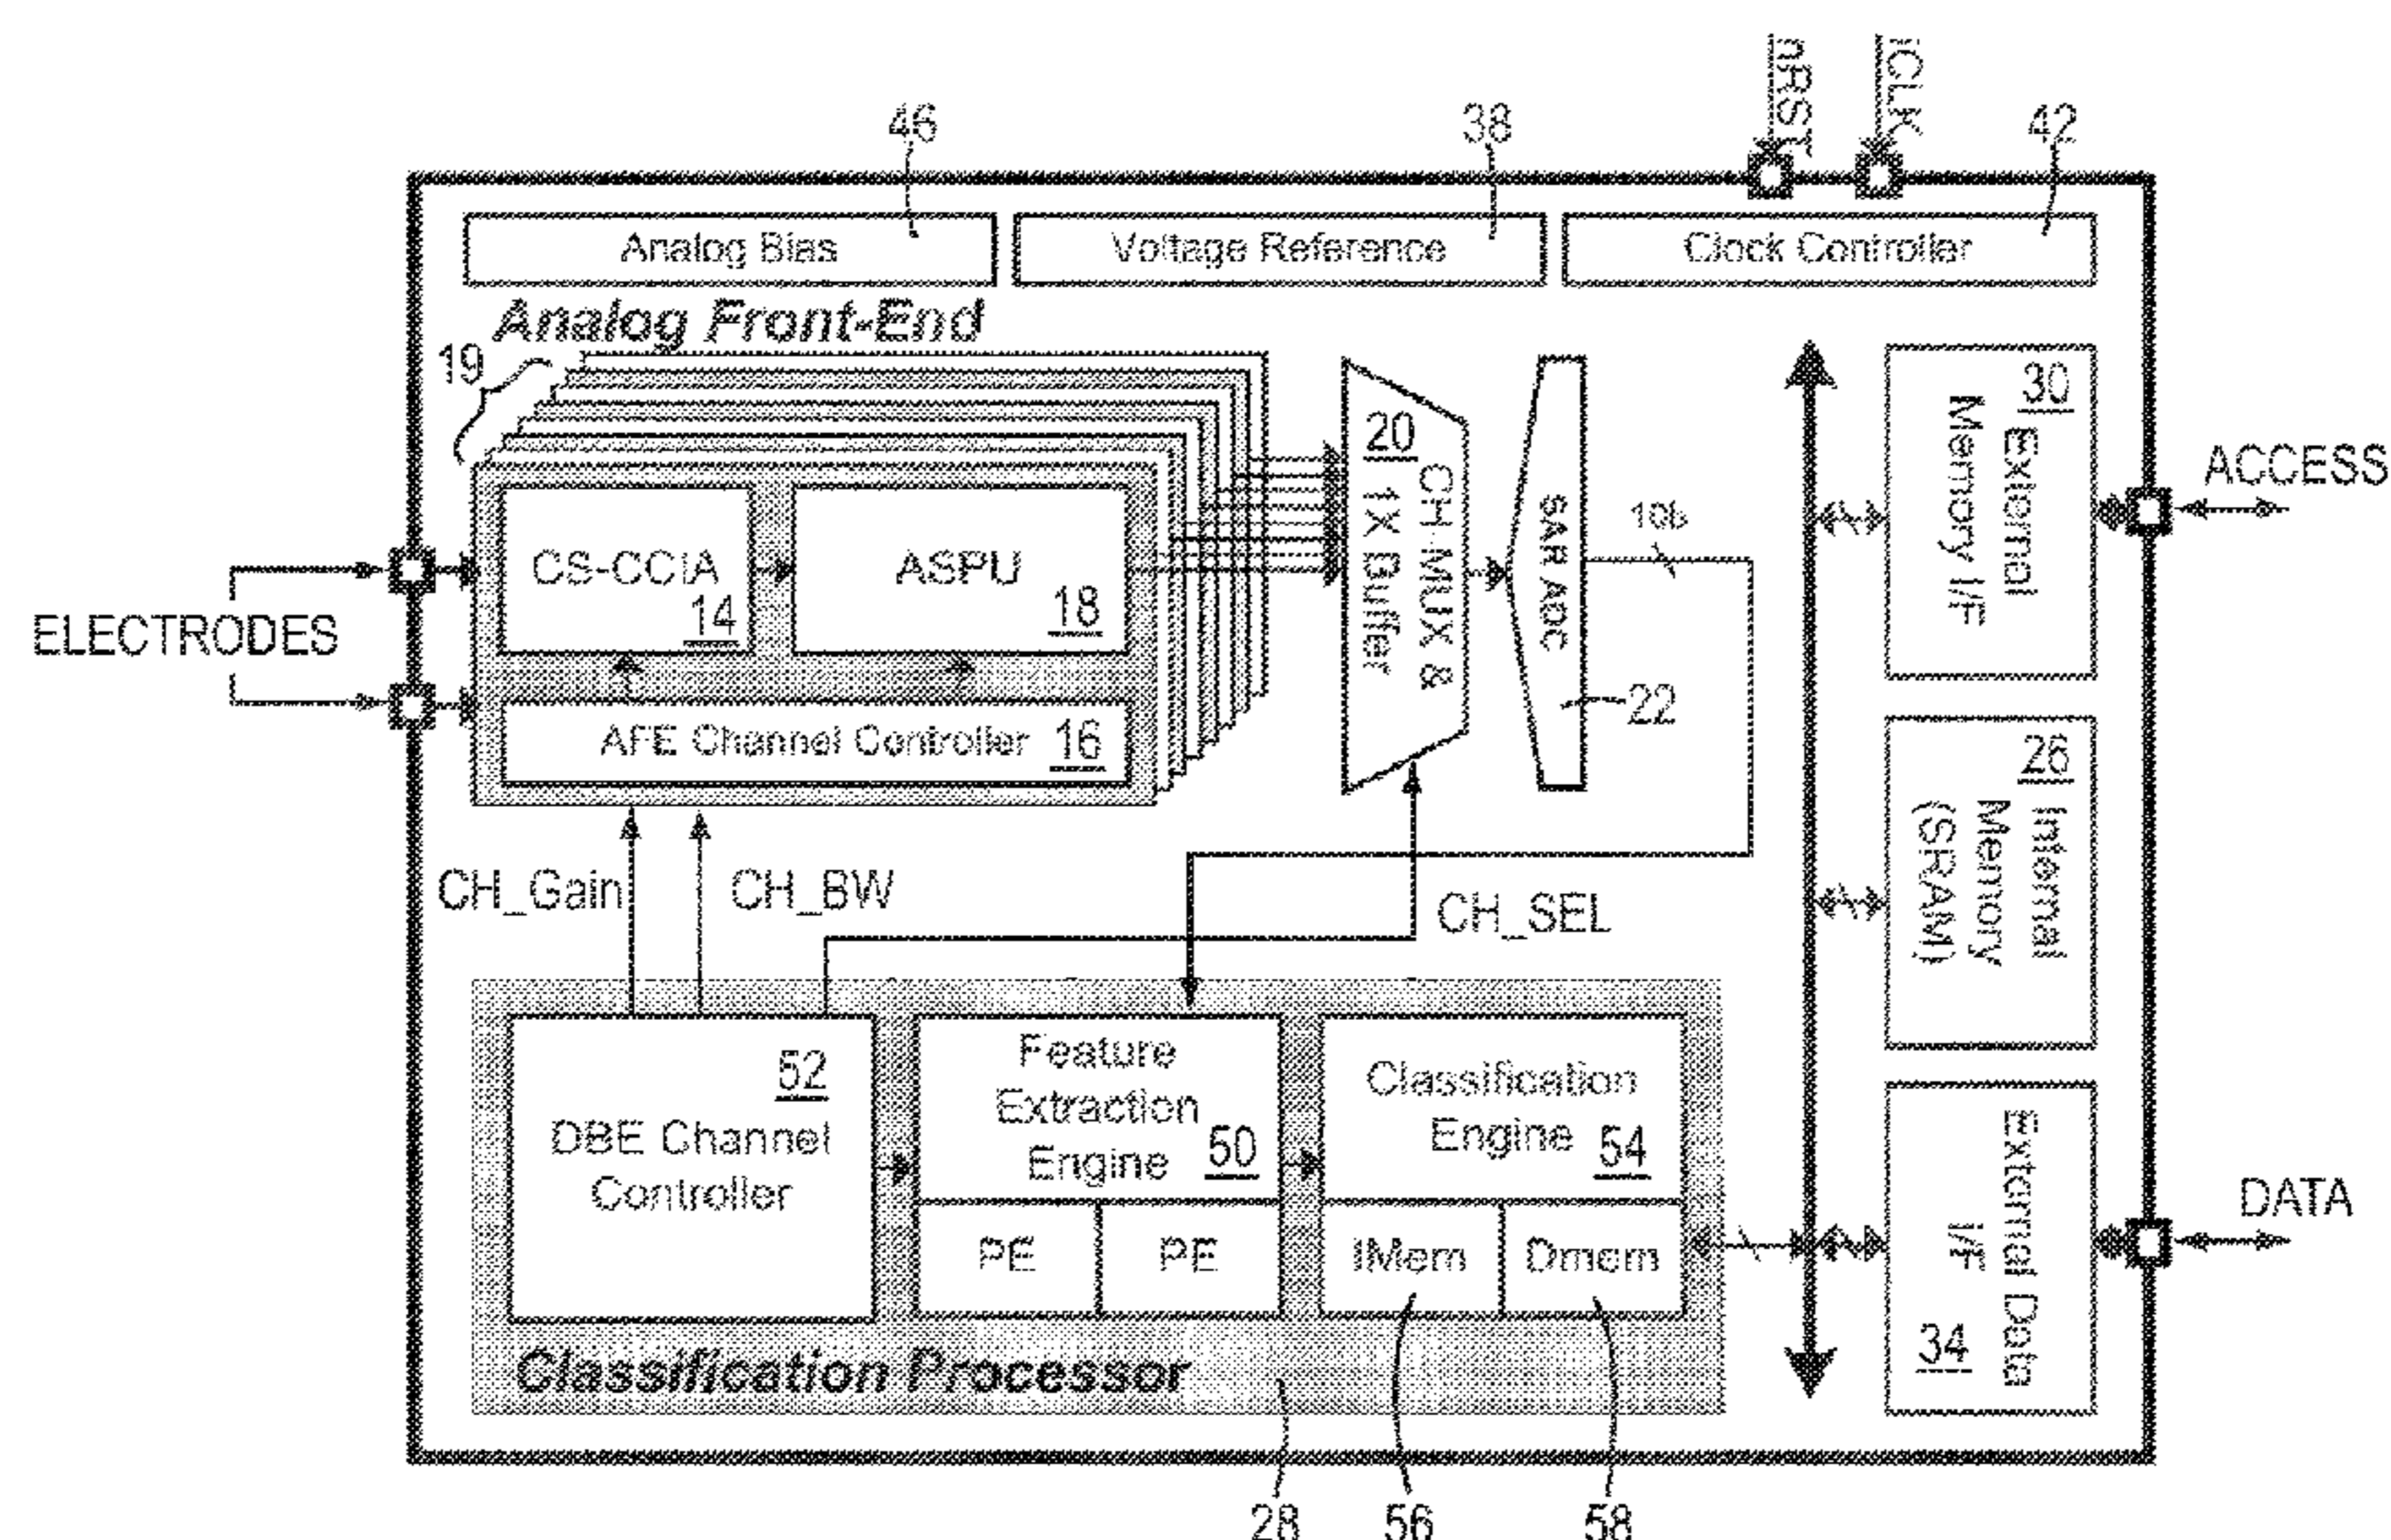 nRST
iCLK
46
38
42
Analog Bias
Voltage Reference
Clock Controller
Analog Front-End
19
CS-CCIA
14
ASPU
18
AFE Channel Controller
16
ELECTRODES
20
CH-MUX &
1X Buffer
SAR ADC
22
10b
30
External
Memory I/F
ACCESS
26
Internal
Memory
(SRAM)
CH_Gain
CH_BW
CH_SEL
52
DBE Channel
Controller
Feature
Extraction
Engine
50
PE
PE
Classification
Engine
54
IMem
Dmem
External Data
I/F
34
DATA
Classification Processor
28
56
58